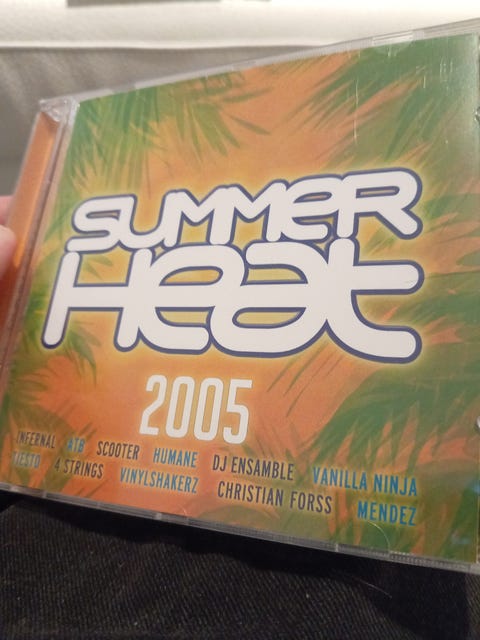 SUMMER
Heat
2005
INFERNAL ATB SCOOTER HUMANE DJ ENSAMBLE VANILLA NINJA
TIESTO 4 STRINGS VINYLSHAKERZ CHRISTIAN FORSS MENDEZ